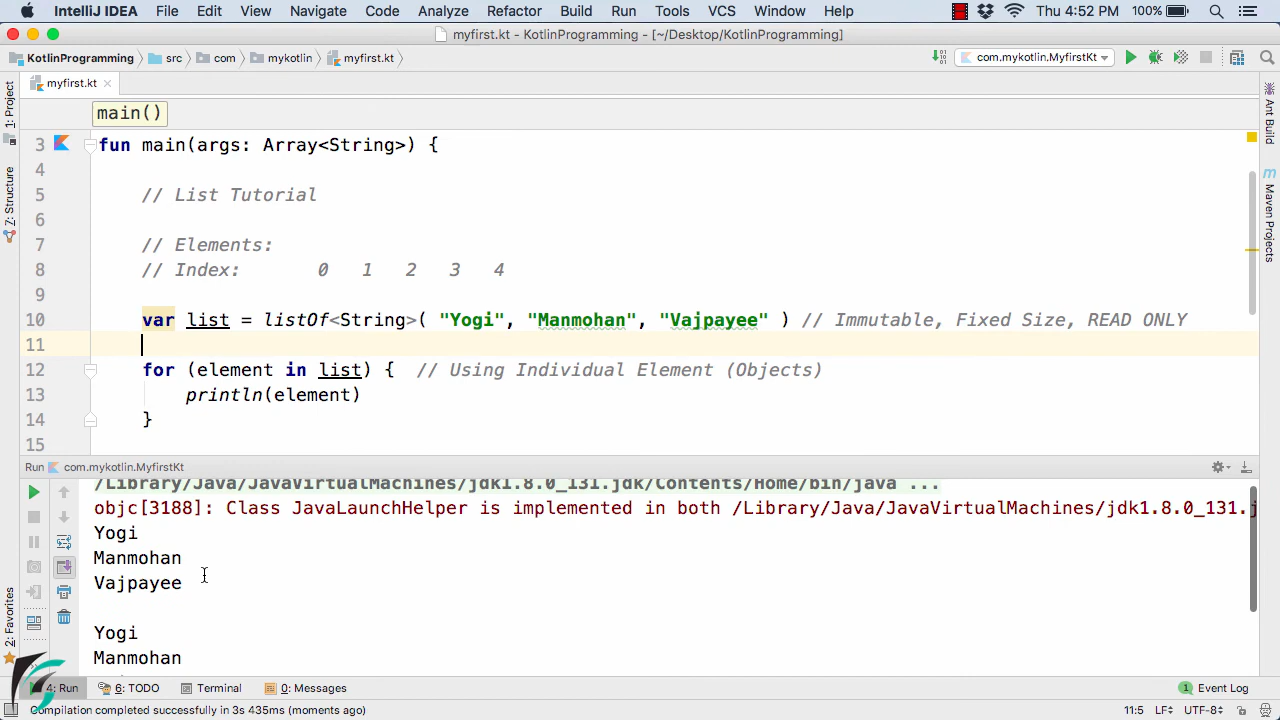 IntelliJ IDEA File Edit View Navigate Code Analyze Refactor Build Run Tools VCS Window Help Thu 4:52 PM 100%
myfirst.kt - KotlinProgramming - [~/Desktop/KotlinProgramming]
KotlinProgramming src com mykotlin myfirst.kt com.mykotlin.MyfirstKt
myfirst.kt
main()
3 fun main(args: Array<String>) {
4
5 // List Tutorial
6
7 // Elements:
8 // Index: 0 1 2 3 4
9
10 var list = listOf<String>( "Yogi", "Manmohan", "Vajpayee" ) // Immutable, Fixed Size, READ ONLY
11
12 for (element in list) { // Using Individual Element (Objects)
13 println(element)
14 }
15
1: Project
7: Structure
2: Favorites
Ant Build
Maven Projects
Run com.mykotlin.MyfirstKt
/Library/Java/JavaVirtualMachines/jdk1.8.0_131.jdk/Contents/Home/bin/java ...
objc[3188]: Class JavaLaunchHelper is implemented in both /Library/Java/JavaVirtualMachines/jdk1.8.0_131.j
Yogi
Manmohan
Vajpayee
Yogi
Manmohan
4: Run 6: TODO Terminal 0: Messages 1 Event Log
Compilation completed successfully in 3s 435ms (moments ago) 11:5 LF÷ UTF-8÷